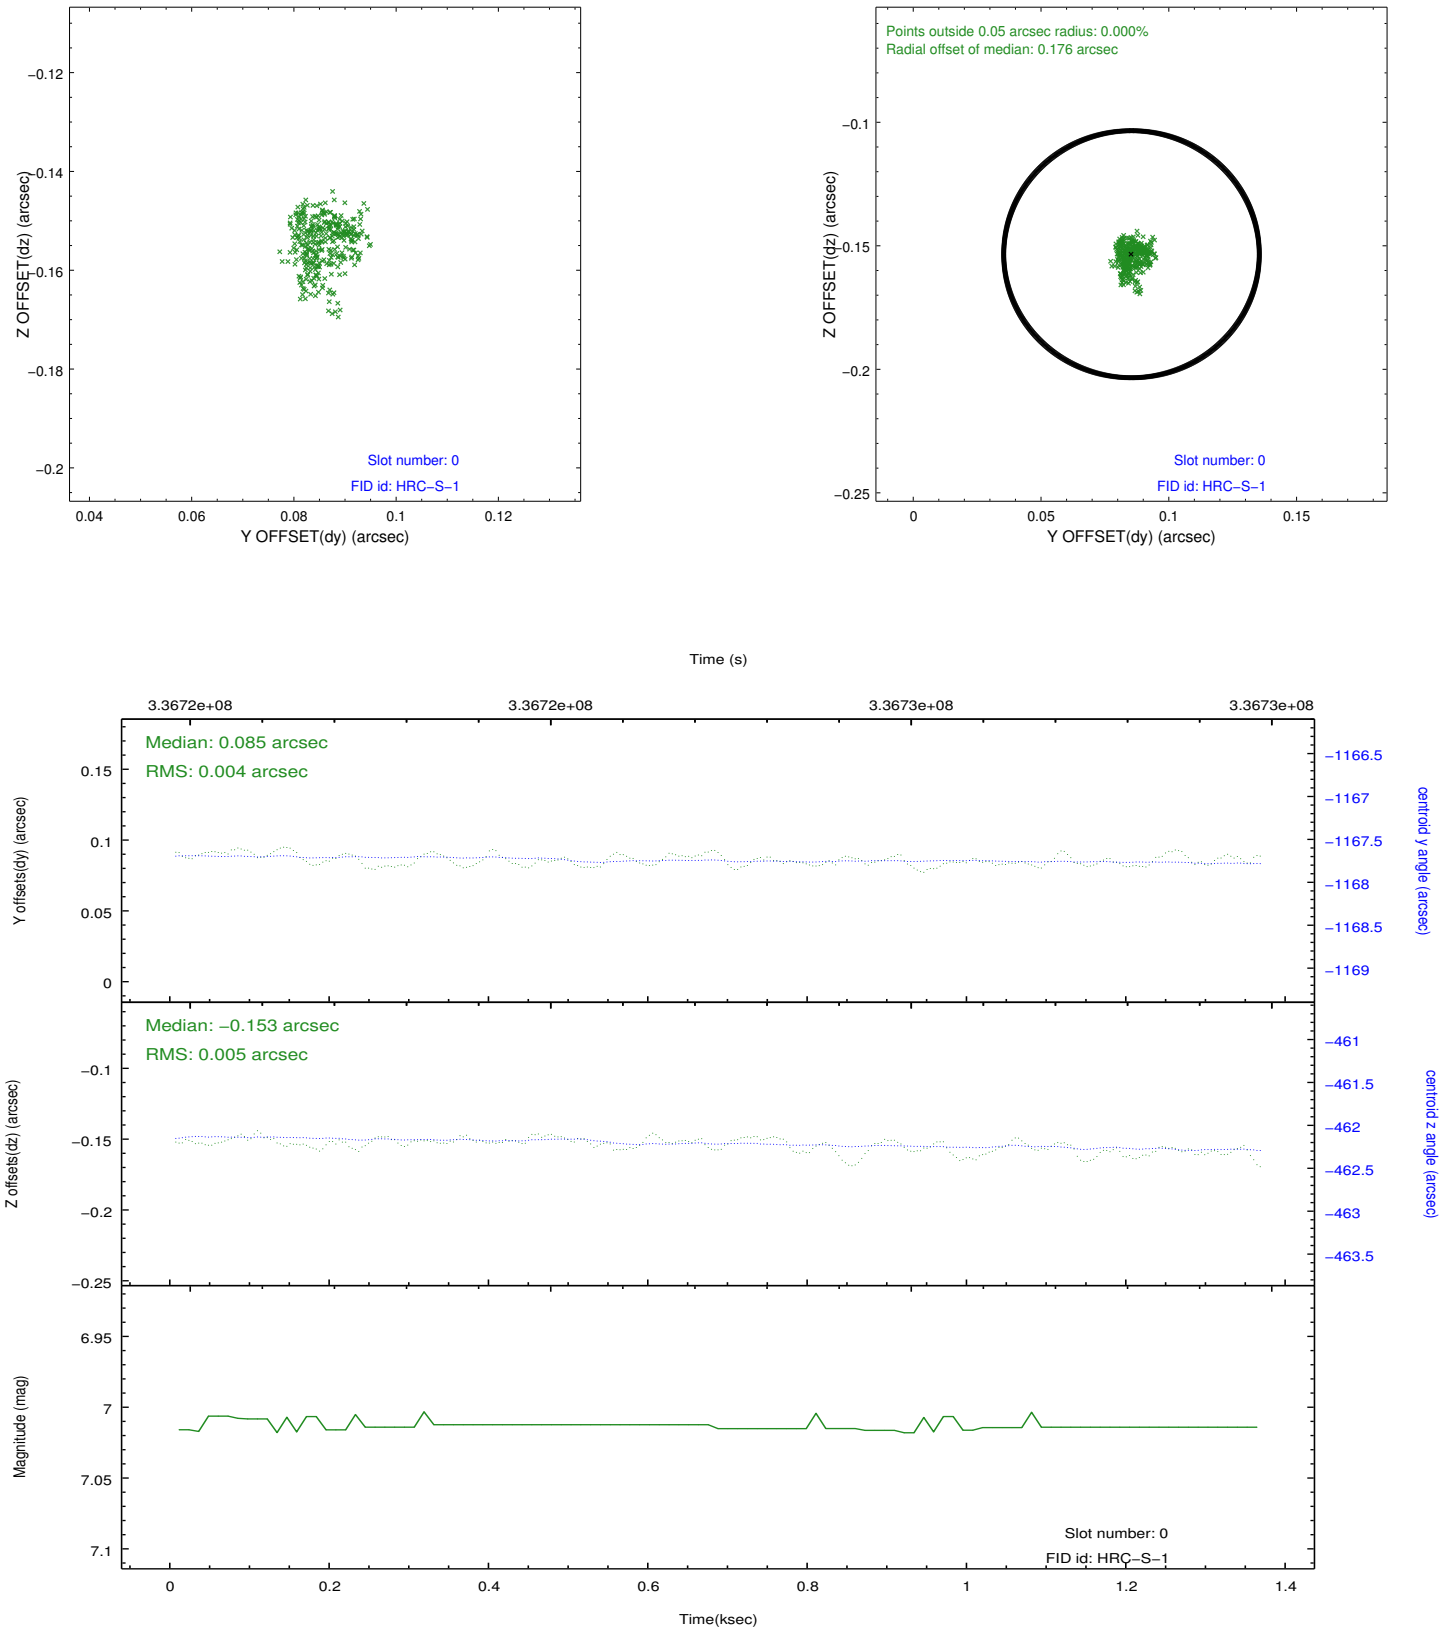 −0.12
−0.14
−0.16
−0.18
−0.2
Z OFFSET(dz) (arcsec)
Slot number: 0
FID id: HRC−S−1
0.04 0.06 0.08 0.1 0.12
Y OFFSET(dy) (arcsec)
Points outside 0.05 arcsec radius: 0.000%
Radial offset of median: 0.176 arcsec
−0.1
−0.15
−0.2
−0.25
Z OFFSET(dz) (arcsec)
Slot number: 0
FID id: HRC−S−1
0 0.05 0.1 0.15
Y OFFSET(dy) (arcsec)
Time (s)
3.3672e+08 3.3672e+08 3.3673e+08 3.3673e+08
Median: 0.085 arcsec
RMS: 0.004 arcsec
0.15
0.1
0.05
0
Y offsets(dy) (arcsec)
−1166.5
−1167
−1167.5
−1168
−1168.5
−1169
centroid y angle (arcsec)
Median: −0.153 arcsec
RMS: 0.005 arcsec
−0.1
−0.15
−0.2
−0.25
Z offsets(dz) (arcsec)
−461
−461.5
−462
−462.5
−463
−463.5
centroid z angle (arcsec)
6.95
7
7.05
7.1
Magnitude (mag)
Slot number: 0
FID id: HRC−S−1
0 0.2 0.4 0.6 0.8 1 1.2 1.4
Time(ksec)